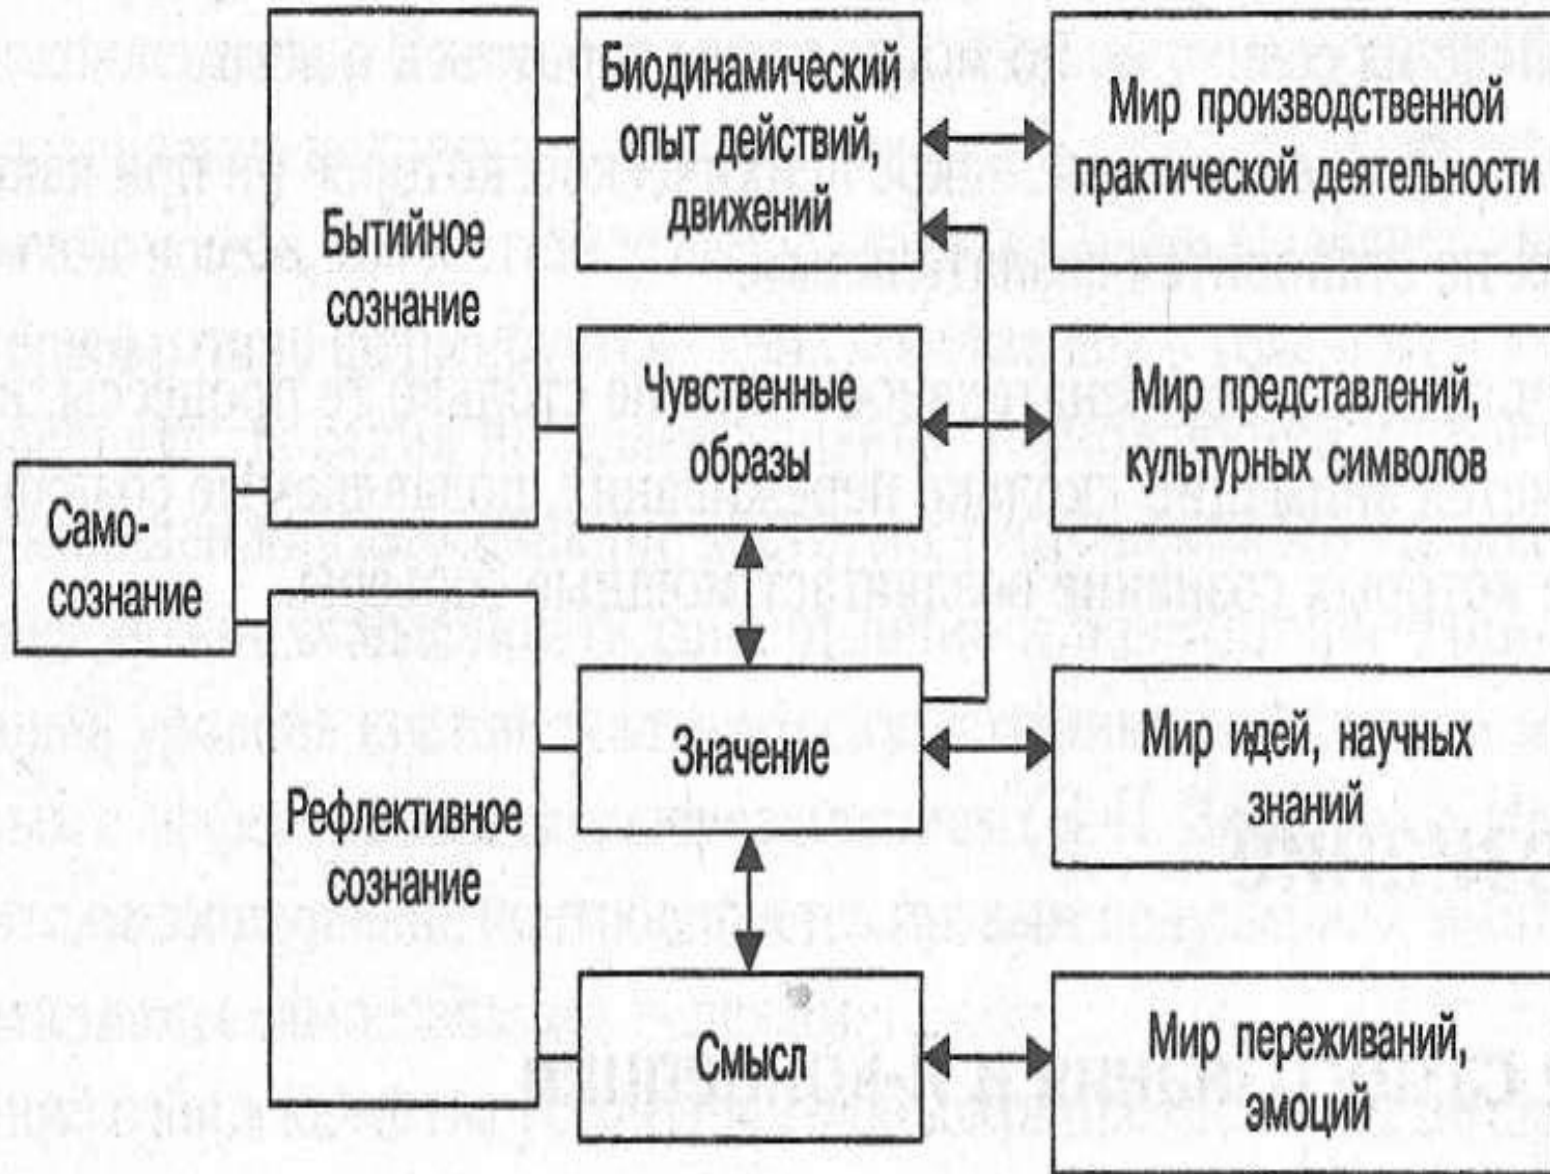 Само-
сознание
Бытийное
сознание
Рефлективное
сознание
Биодинамический
опыт действий,
движений
Чувственные
образы
Значение
Смысл
Мир производственной
практической деятельности
Мир представлений,
культурных символов
Мир идей, научных
знаний
Мир переживаний,
эмоций